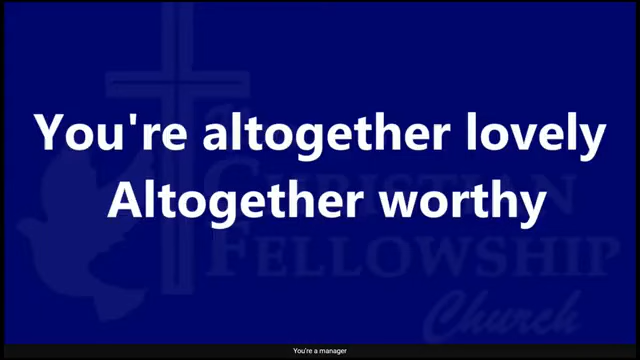 You're altogether lovely
Altogether worthy
CHRISTIAN
FELLOWSHIP
Church
You're a manager